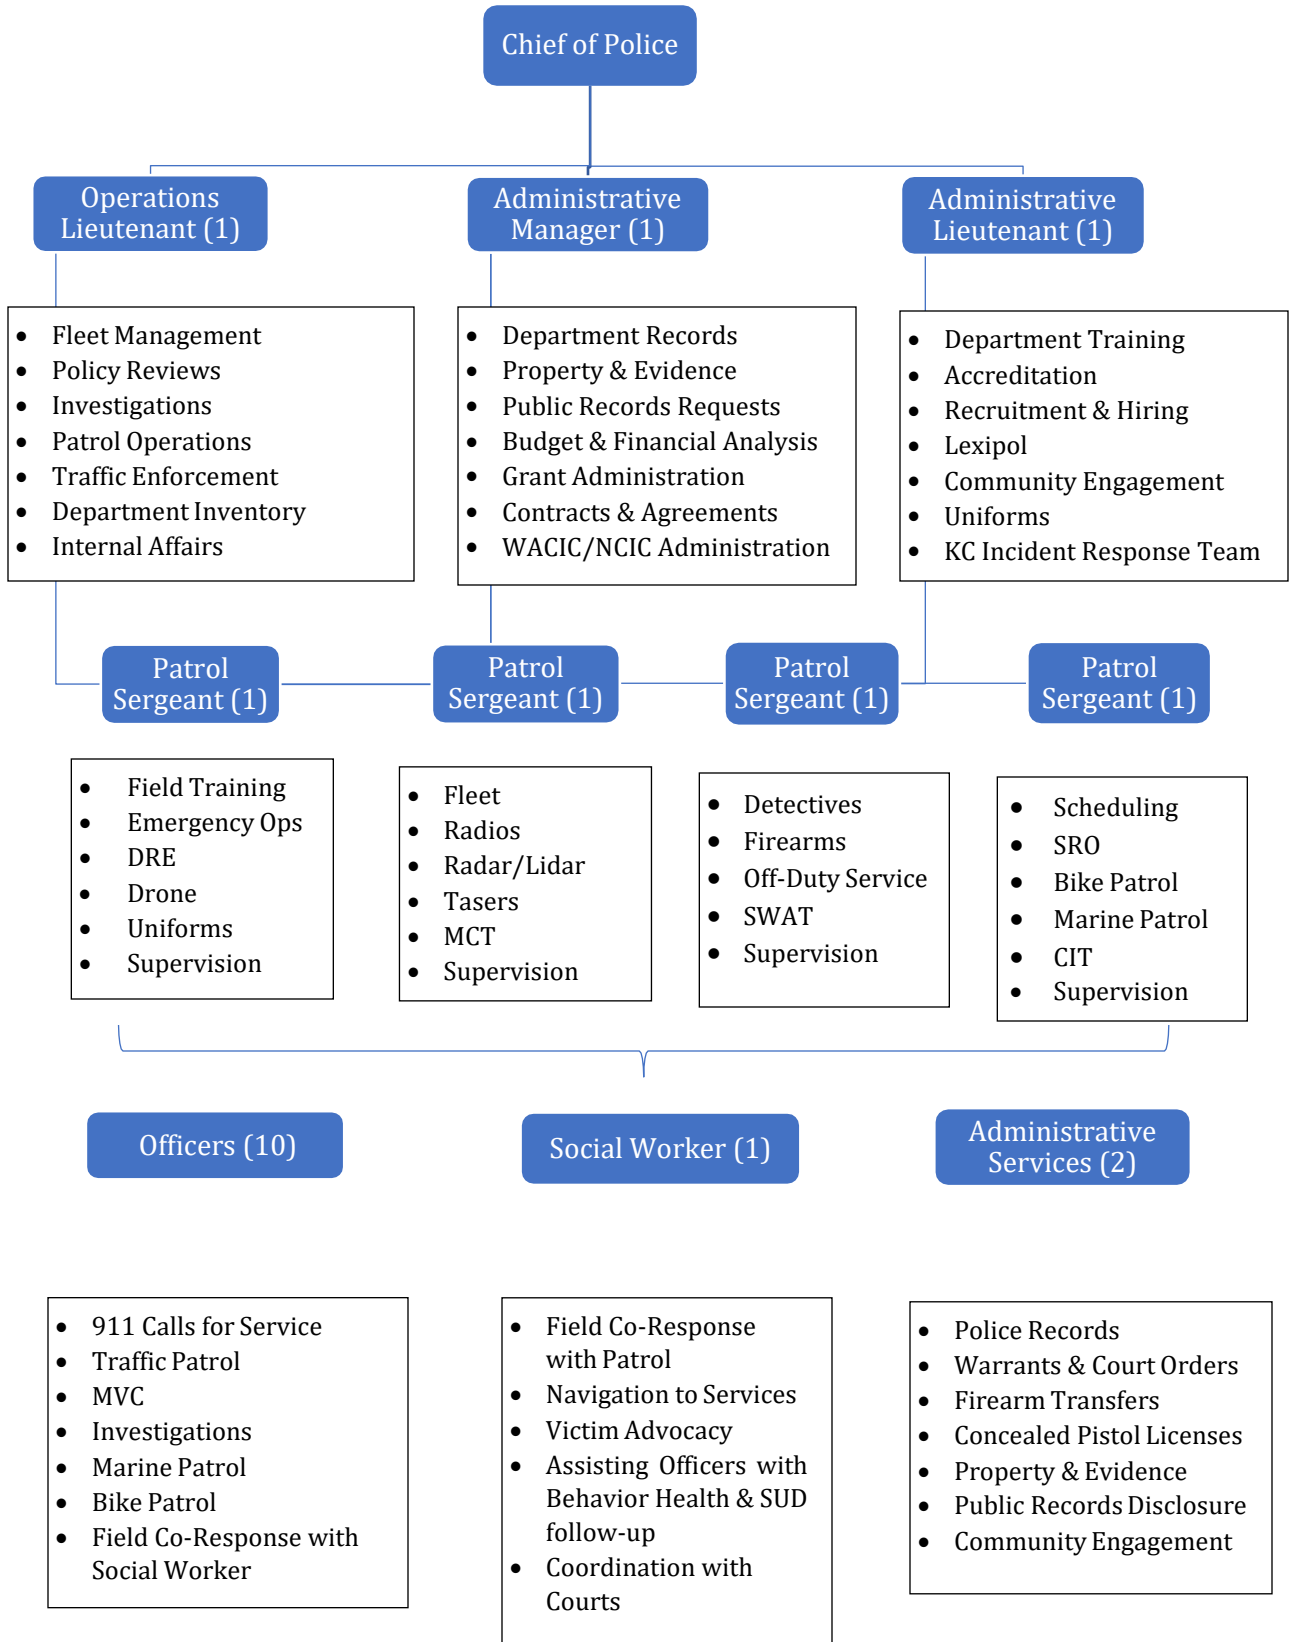 Chief of Police
Operations
Lieutenant (1)
Administrative
Manager (1)
Administrative
Lieutenant (1)
• Fleet Management
• Policy Reviews
• Investigations
• Patrol Operations
• Traffic Enforcement
• Department Inventory
• Internal Affairs
• Department Records
• Property & Evidence
• Public Records Requests
• Budget & Financial Analysis
• Grant Administration
• Contracts & Agreements
• WACIC/NCIC Administration
• Department Training
• Accreditation
• Recruitment & Hiring
• Lexipol
• Community Engagement
• Uniforms
• KC Incident Response Team
Patrol
Sergeant (1)
Patrol
Sergeant (1)
Patrol
Sergeant (1)
Patrol
Sergeant (1)
• Field Training
• Emergency Ops
• DRE
• Drone
• Uniforms
• Supervision
• Fleet
• Radios
• Radar/Lidar
• Tasers
• MCT
• Supervision
• Detectives
• Firearms
• Off-Duty Service
• SWAT
• Supervision
• Scheduling
• SRO
• Bike Patrol
• Marine Patrol
• CIT
• Supervision
Officers (10)
Social Worker (1)
Administrative
Services (2)
• 911 Calls for Service
• Traffic Patrol
• MVC
• Investigations
• Marine Patrol
• Bike Patrol
• Field Co-Response with
Social Worker
• Field Co-Response
with Patrol
• Navigation to Services
• Victim Advocacy
• Assisting Officers with
Behavior Health & SUD
follow-up
• Coordination with
Courts
• Police Records
• Warrants & Court Orders
• Firearm Transfers
• Concealed Pistol Licenses
• Property & Evidence
• Public Records Disclosure
• Community Engagement